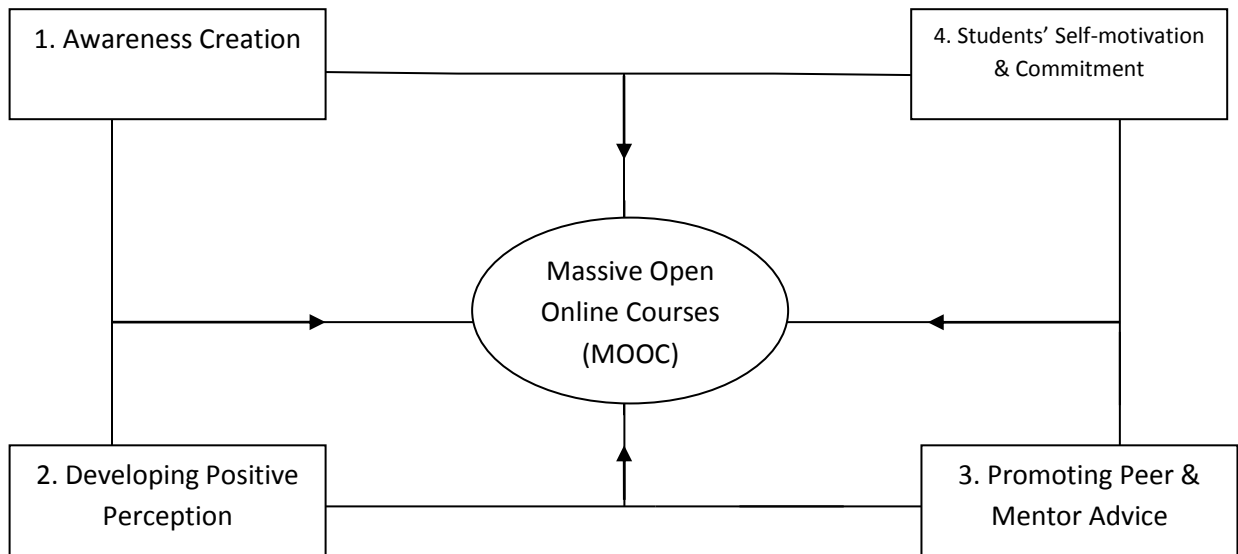 1. Awareness Creation
4. Students’ Self-motivation
& Commitment
Massive Open
Online Courses
(MOOC)
2. Developing Positive
Perception
3. Promoting Peer &
Mentor Advice